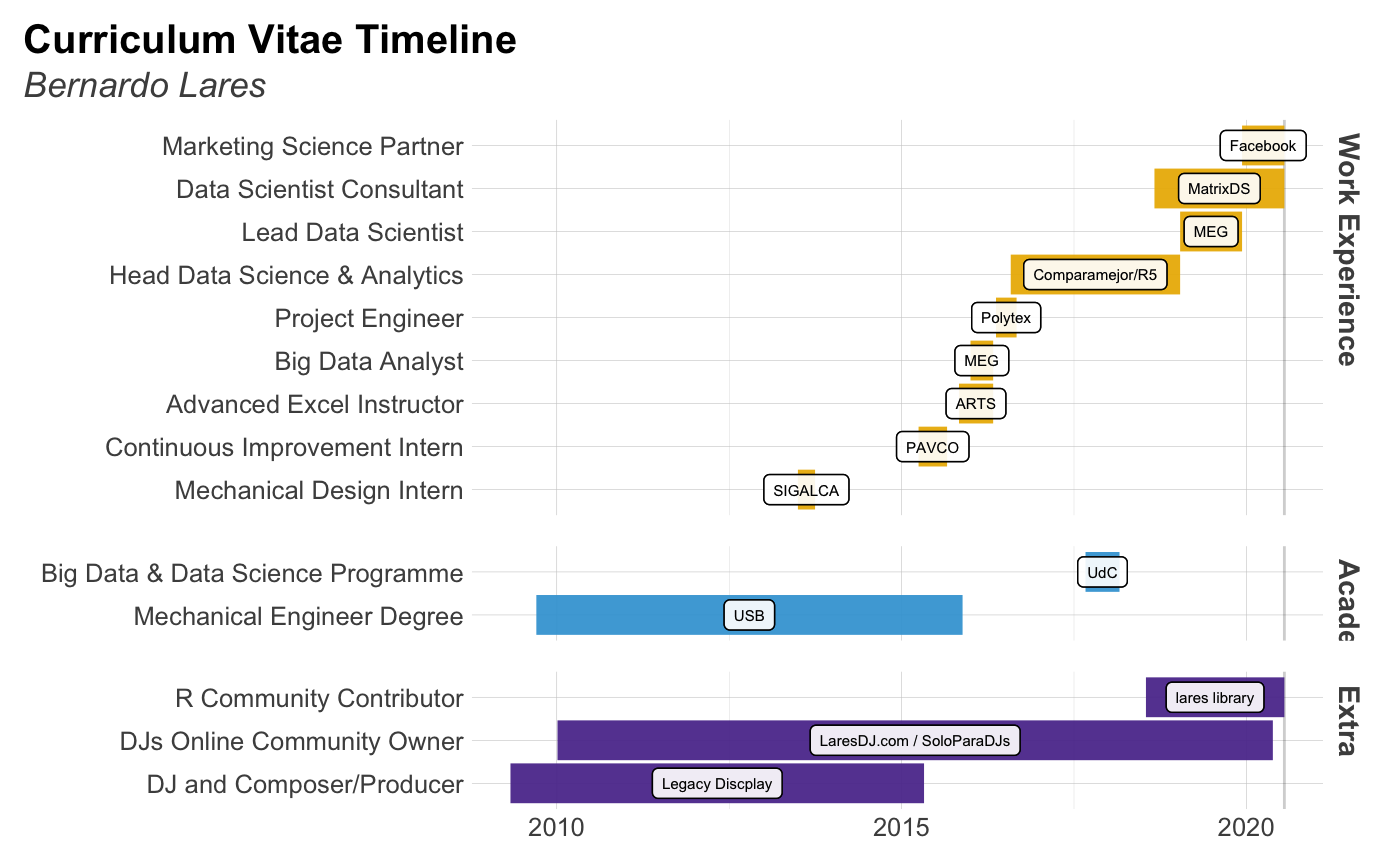 Curriculum Vitae Timeline
Bernardo Lares
Work Experience
Marketing Science Partner
Facebook
Data Scientist Consultant
MatrixDS
Lead Data Scientist
MEG
Head Data Science & Analytics
Comparamejor/R5
Project Engineer
Polytex
Big Data Analyst
MEG
Advanced Excel Instructor
ARTS
Continuous Improvement Intern
PAVCO
Mechanical Design Intern
SIGALCA
Acade
Big Data & Data Science Programme
UdC
Mechanical Engineer Degree
USB
Extra
R Community Contributor
lares library
DJs Online Community Owner
LaresDJ.com / SoloParaDJs
DJ and Composer/Producer
Legacy Discplay
2010 2015 2020